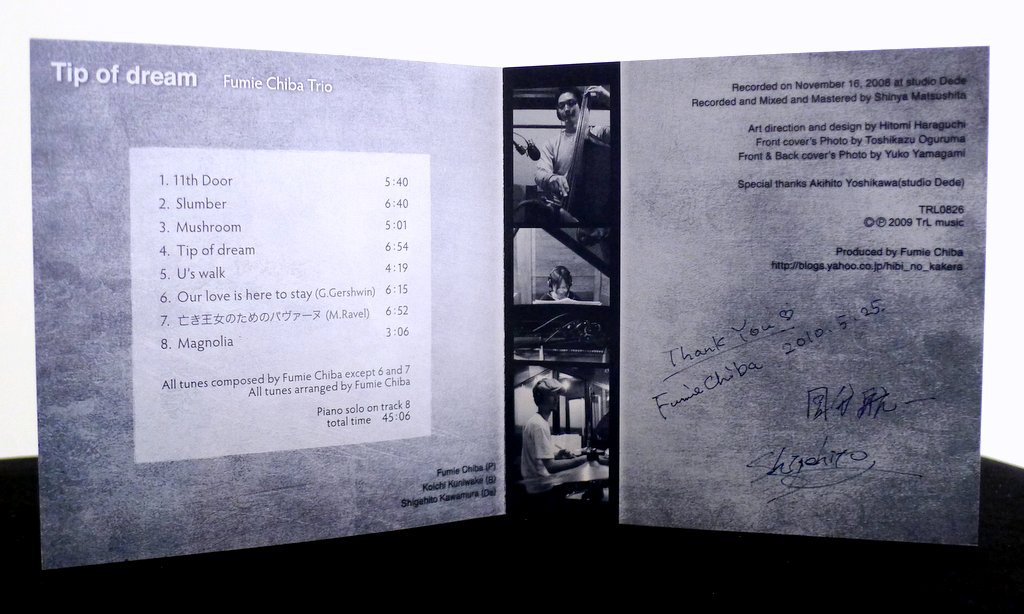 Tip of dream Fumie Chiba Trio
1. 11th Door 5:40
2. Slumber 6:40
3. Mushroom 5:01
4. Tip of dream 6:54
5. U's walk 4:19
6. Our love is here to stay (G.Gershwin) 6:15
7. 亡き王女のためのパヴァーヌ (M.Ravel) 6:52
8. Magnolia 3:06
All tunes composed by Fumie Chiba except 6 and 7
All tunes arranged by Fumie Chiba
Piano solo on track 8
total time 45:06
Fumie Chiba (P)
Koichi Kuniwake (B)
Shigehito Kawamura (Ds)
Recorded on November 16, 2008 at studio Dede
Recorded and Mixed and Mastered by Shinya Matsushita
Art direction and design by Hitomi Haraguchi
Front cover's Photo by Toshikazu Oguruma
Front & Back cover's Photo by Yuko Yamagami
Special thanks Akihito Yoshikawa(studio Dede)
TRL0826
©℗ 2009 TrL music
Produced by Fumie Chiba
http://blogs.yahoo.co.jp/hibi_no_kakera
Thank You♡
Fumie Chiba 2010. 5. 25.
Shigehito